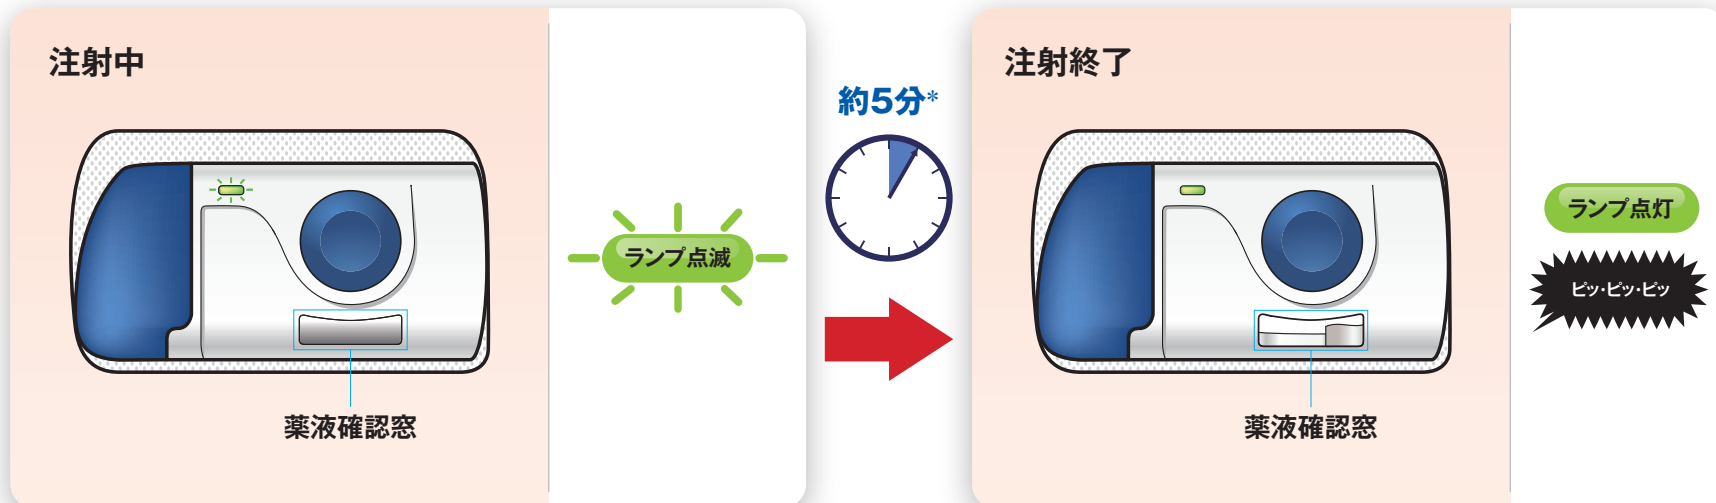 注射中
ランプ点滅
薬液確認窓
約5分*
注射終了
ランプ点灯
ピッ・ピッ・ピッ
薬液確認窓